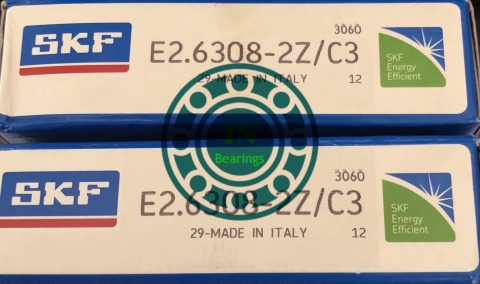 SKF
3060
E2.6308-2Z/C3
29-MADE IN ITALY 12
SKF
Energy
Efficient
IN
Bearings
SKF
3060
E2.6308-2Z/C3
29-MADE IN ITALY 12
SKF
Energy
Efficient